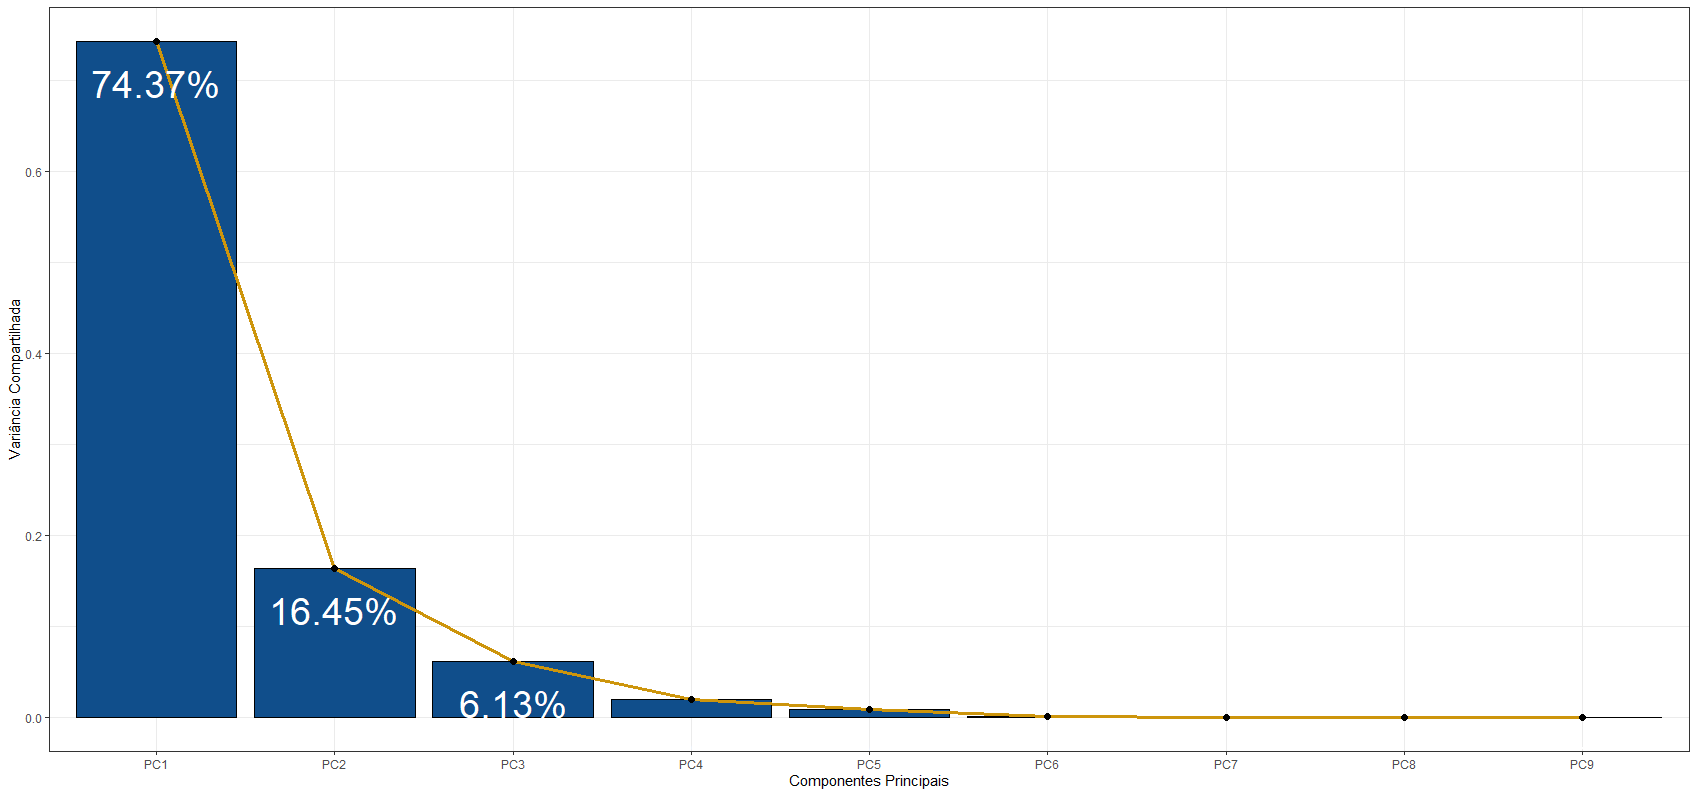 74.37%
16.45%
6.13%
0.6
0.4
0.2
0.0
Variância Compartilhada
PC1 PC2 PC3 PC4 PC5 PC6 PC7 PC8 PC9
Componentes Principais